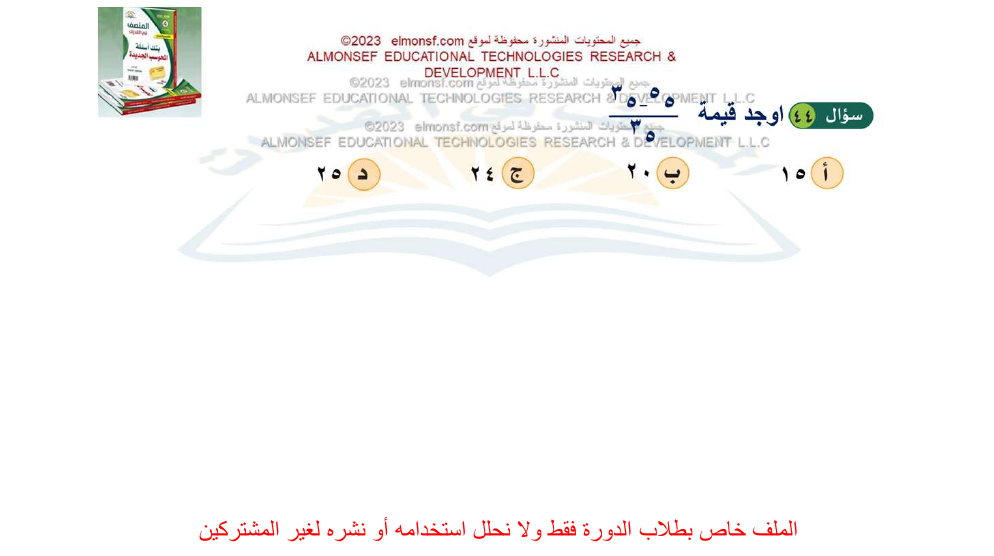 المنصف
بنك أسئلة
المحوسب الجديدة
جميع المحتويات المنشورة محفوظة لموقع elmonsf.com ©2023
ALMONSEF EDUCATIONAL TECHNOLOGIES RESEARCH &
DEVELOPMENT L.L.C
جميع المحتويات المنشورة محفوظة لموقع elmonsf.com ©2023
ALMONSEF EDUCATIONAL TECHNOLOGIES RESEARCH & DEVELOPMENT L.L.C
سؤال ٤٤ اوجد قيمة (٥^٥ - ٥^٣) / ٥^٣
جميع المحتويات المنشورة محفوظة لموقع elmonsf.com ©2023
ALMONSEF EDUCATIONAL TECHNOLOGIES RESEARCH & DEVELOPMENT L.L.C
أ ١٥ ب ٢٠ ج ٢٤ د ٢٥
الملف خاص بطلاب الدورة فقط ولا نحلل استخدامه أو نشره لغير المشتركين